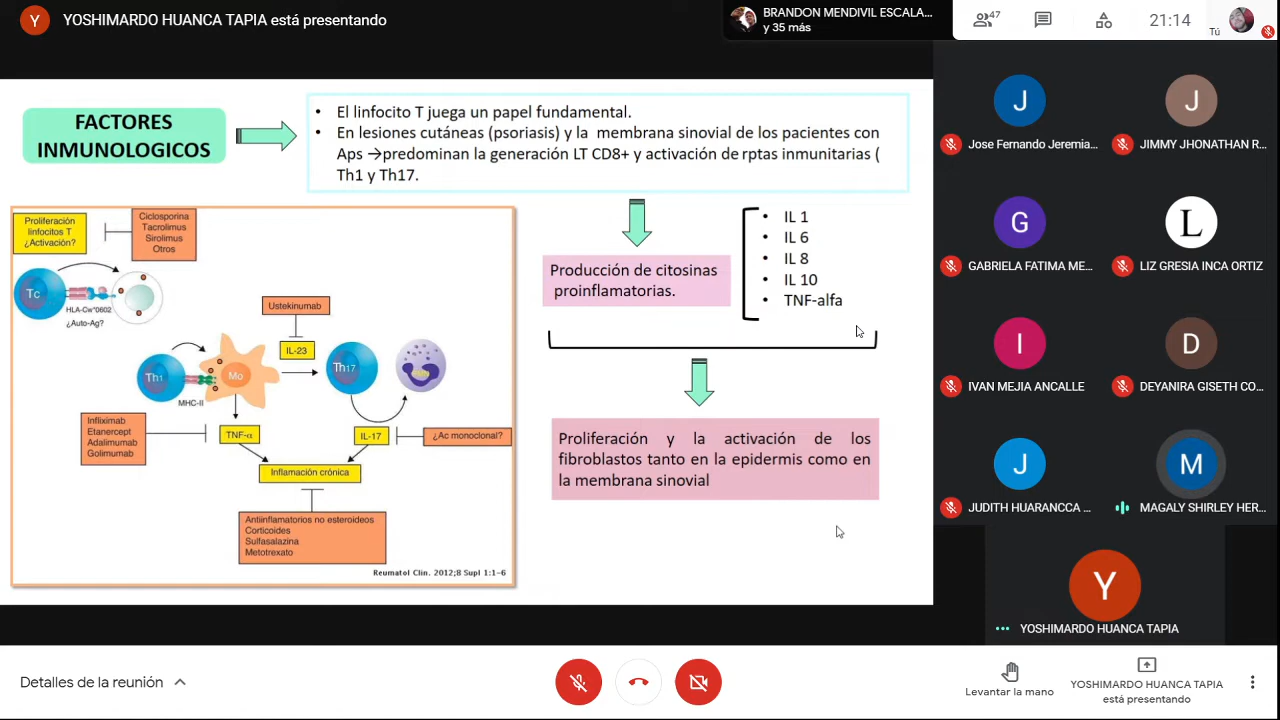 Y YOSHIMARDO HUANCA TAPIA está presentando
BRANDON MENDIVIL ESCALA...
y 35 más
47
21:14
Tú
FACTORES
INMUNOLOGICOS
• El linfocito T juega un papel fundamental.
• En lesiones cutáneas (psoriasis) y la membrana sinovial de los pacientes con
Aps →predominan la generación LT CD8+ y activación de rptas inmunitarias (
Th1 y Th17.
Proliferación
linfocitos T
¿Activación?
Ciclosporina
Tacrolimus
Sirolimus
Otros
Tc
HLA-Cw*0602
¿Auto-Ag?
Ustekinumab
IL-23
Th1
Mo
Th17
MHC-II
Infliximab
Etanercept
Adalimumab
Golimumab
TNF-α
IL-17
¿Ac monoclonal?
Inflamación crónica
Antiinflamatorios no esteroideos
Corticoides
Sulfasalazina
Metotrexato
Reumatol Clin. 2012;8 Supl 1:1-6
Producción de citosinas
proinflamatorias.
• IL 1
• IL 6
• IL 8
• IL 10
• TNF-alfa
Proliferación y la activación de los
fibroblastos tanto en la epidermis como en
la membrana sinovial
J
Jose Fernando Jeremia...
J
JIMMY JHONATHAN R...
G
GABRIELA FATIMA ME...
L
LIZ GRESIA INCA ORTIZ
I
IVAN MEJIA ANCALLE
D
DEYANIRA GISETH CO...
J
JUDITH HUARANCCA ...
M
MAGALY SHIRLEY HER...
Y
YOSHIMARDO HUANCA TAPIA
Detalles de la reunión
Levantar la mano
YOSHIMARDO HUANCA TAPIA
está presentando